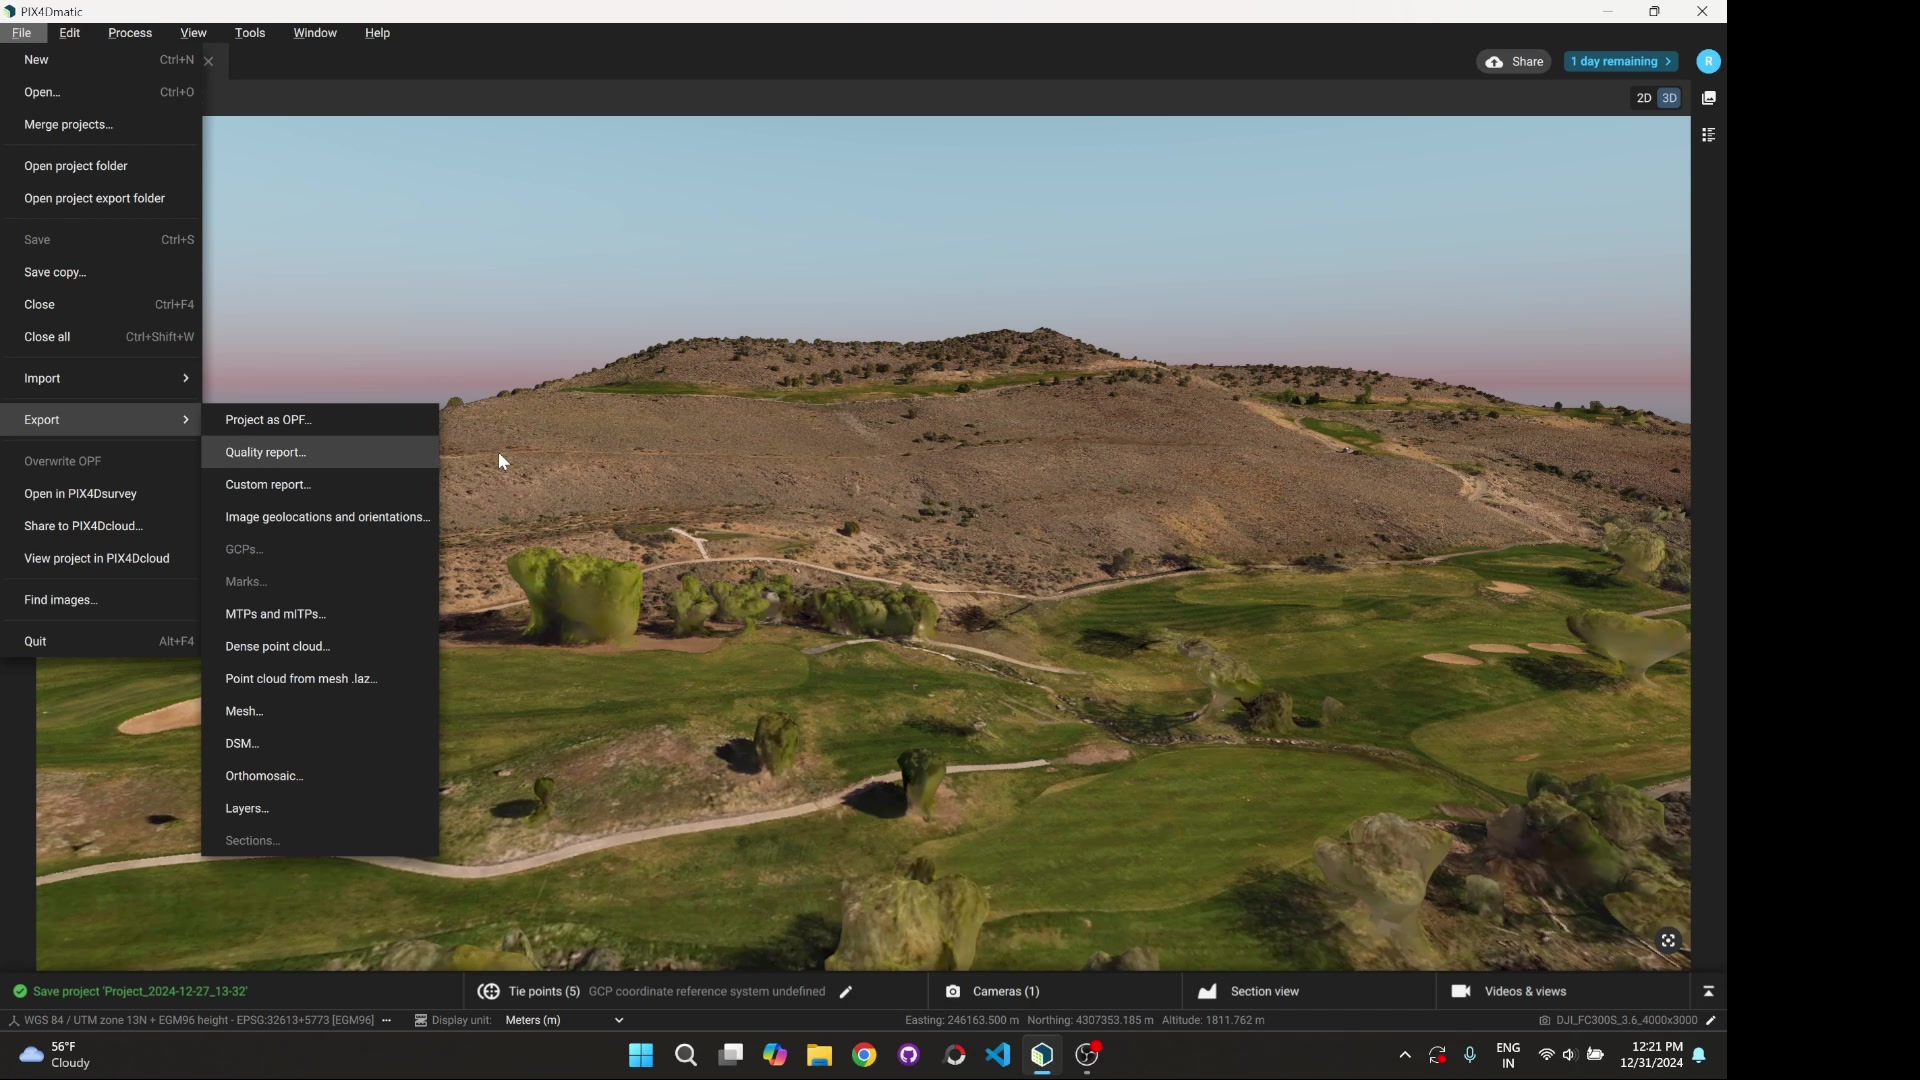 PIX4Dmatic
File Edit Process View Tools Window Help
New Ctrl+N
Open... Ctrl+O
Merge projects...
Open project folder
Open project export folder
Save Ctrl+S
Save copy...
Close Ctrl+F4
Close all Ctrl+Shift+W
Import
Export
Overwrite OPF
Open in PIX4Dsurvey
Share to PIX4Dcloud...
View project in PIX4Dcloud
Find images...
Quit Alt+F4
Project as OPF...
Quality report...
Custom report...
Image geolocations and orientations...
GCPs...
Marks...
MTPs and mITPs...
Dense point cloud...
Point cloud from mesh .laz...
Mesh...
DSM...
Orthomosaic...
Layers...
Sections...
Share 1 day remaining R
2D 3D
Save project 'Project_2024-12-27_13-32' Tie points (5) GCP coordinate reference system undefined Cameras (1) Section view Videos & views
WGS 84 / UTM zone 13N + EGM96 height - EPSG:32613+5773 [EGM96] Display unit: Meters (m) Easting: 246163.500 m Northing: 4307353.185 m Altitude: 1811.762 m DJI_FC300S_3.6_4000x3000
56°F
Cloudy
ENG
IN
12:21 PM
12/31/2024